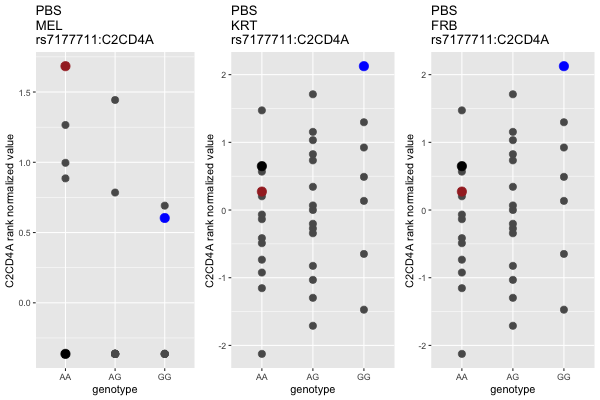 PBS
MEL
rs7177711:C2CD4A
C2CD4A rank normalized value
1.5
1.0
0.5
0.0
AA
AG
GG
genotype
PBS
KRT
rs7177711:C2CD4A
C2CD4A rank normalized value
2
1
0
-1
-2
AA
AG
GG
genotype
PBS
FRB
rs7177711:C2CD4A
C2CD4A rank normalized value
2
1
0
-1
-2
AA
AG
GG
genotype